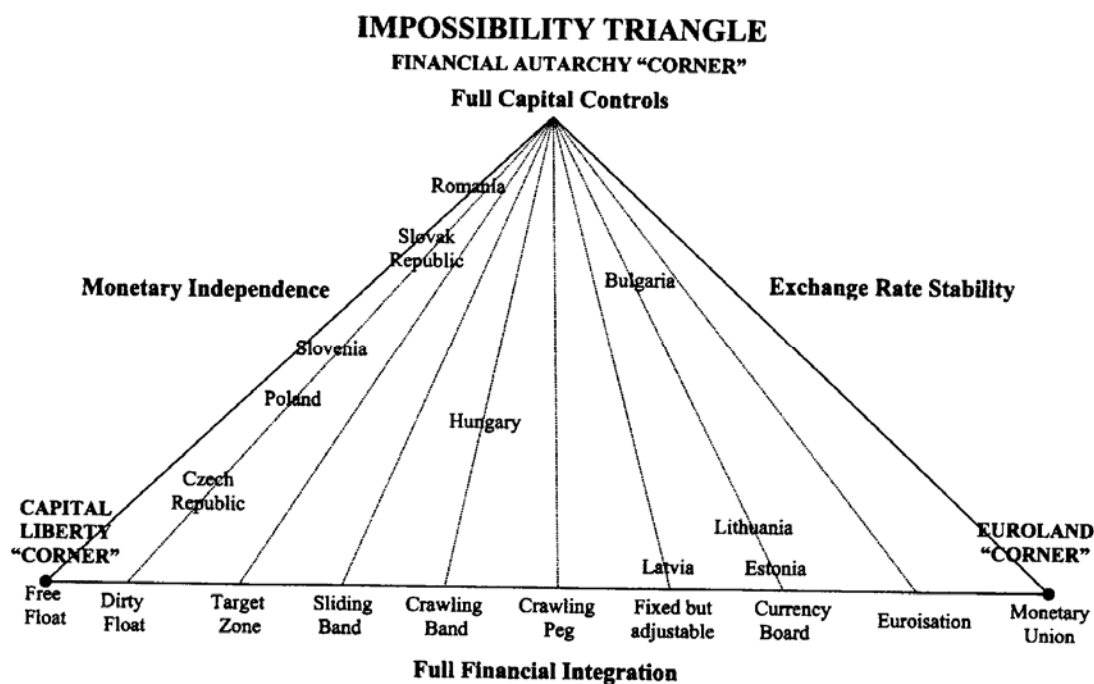 IMPOSSIBILITY TRIANGLE
FINANCIAL AUTARCHY “CORNER”
Full Capital Controls
Romania
Slovak
Republic
Monetary Independence
Bulgaria
Exchange Rate Stability
Slovenia
Poland
Hungary
Czech
Republic
CAPITAL
LIBERTY
“CORNER”
Lithuania
EUROLAND
“CORNER”
Latvia
Estonia
Free
Float
Dirty
Float
Target
Zone
Sliding
Band
Crawling
Band
Crawling
Peg
Fixed but
adjustable
Currency
Board
Euroisation
Monetary
Union
Full Financial Integration